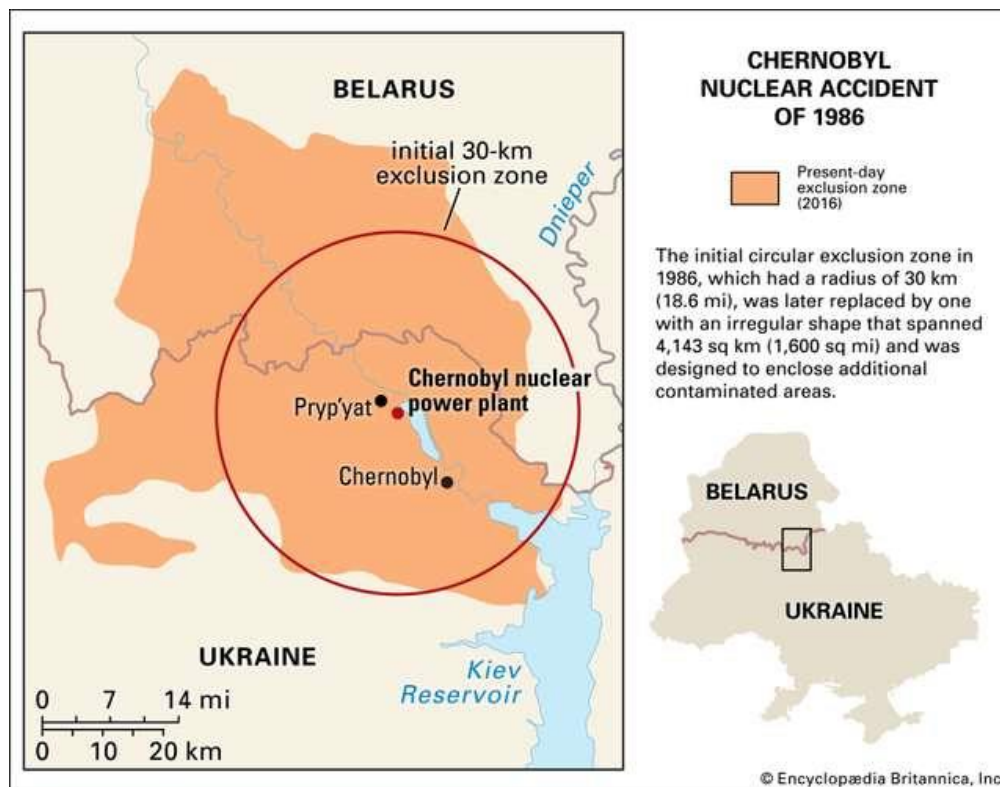 BELARUS
initial 30-km
exclusion zone
Dnieper
Chernobyl nuclear
power plant
Pryp'yat
Chernobyl
UKRAINE
Kiev
Reservoir
0 7 14 mi
0 10 20 km
CHERNOBYL
NUCLEAR ACCIDENT
OF 1986
Present-day
exclusion zone
(2016)
The initial circular exclusion zone in
1986, which had a radius of 30 km
(18.6 mi), was later replaced by one
with an irregular shape that spanned
4,143 sq km (1,600 sq mi) and was
designed to enclose additional
contaminated areas.
BELARUS
UKRAINE
© Encyclopædia Britannica, Inc